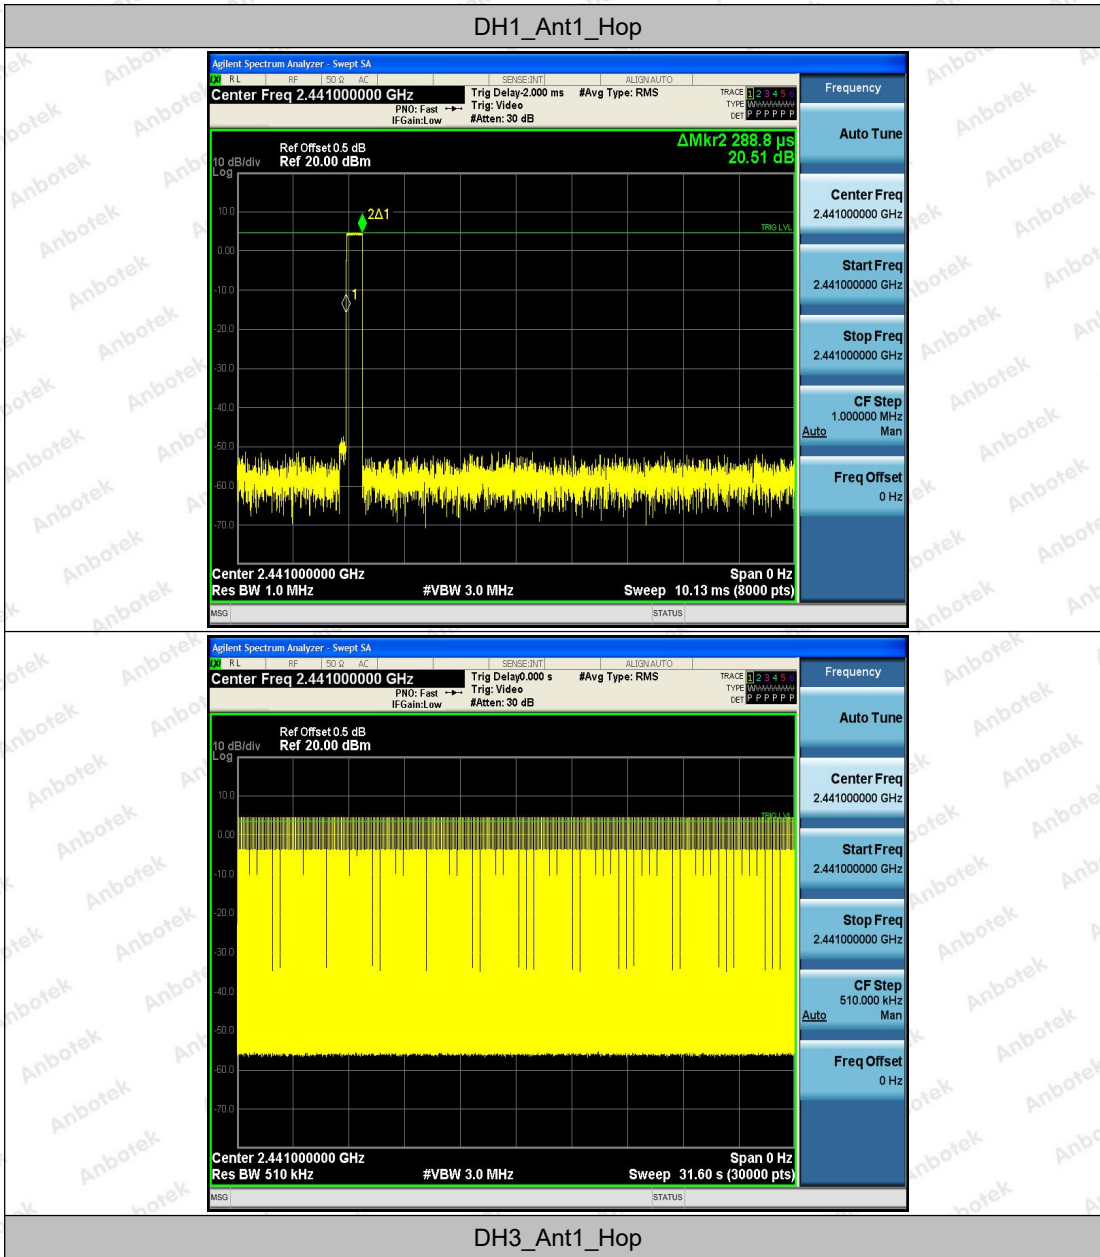 DH1_Ant1_Hop
Agilent Spectrum Analyzer - Swept SA
LXI RL RF 50 Ω AC SENSE:INT ALIGNAUTO
Center Freq 2.441000000 GHz
PNO: Fast
IFGain:Low
Trig Delay-2.000 ms
Trig: Video
#Atten: 30 dB
#Avg Type: RMS
TRACE 1 2 3 4 5 6
TYPE WWWWWW
DET P P P P P P
Frequency
Auto Tune
Center Freq
2.441000000 GHz
Start Freq
2.441000000 GHz
Stop Freq
2.441000000 GHz
CF Step
1.000000 MHz
Auto Man
Freq Offset
0 Hz
ΔMkr2 288.8 µs
20.51 dB
Ref Offset 0.5 dB
10 dB/div Ref 20.00 dBm
Log
10.0
0.00
-10.0
-20.0
-30.0
-40.0
-50.0
-60.0
-70.0
2Δ1
1
TRIG LVL
Center 2.441000000 GHz Span 0 Hz
Res BW 1.0 MHz #VBW 3.0 MHz Sweep 10.13 ms (8000 pts)
MSG STATUS
Agilent Spectrum Analyzer - Swept SA
LXI RL RF 50 Ω AC SENSE:INT ALIGNAUTO
Center Freq 2.441000000 GHz
PNO: Fast
IFGain:Low
Trig Delay0.000 s
Trig: Video
#Atten: 30 dB
#Avg Type: RMS
TRACE 1 2 3 4 5 6
TYPE WWWWWW
DET P P P P P P
Frequency
Auto Tune
Center Freq
2.441000000 GHz
Start Freq
2.441000000 GHz
Stop Freq
2.441000000 GHz
CF Step
510.000 kHz
Auto Man
Freq Offset
0 Hz
Ref Offset 0.5 dB
10 dB/div Ref 20.00 dBm
Log
10.0
0.00
-10.0
-20.0
-30.0
-40.0
-50.0
-60.0
-70.0
TRIG LVL
Center 2.441000000 GHz Span 0 Hz
Res BW 510 kHz #VBW 3.0 MHz Sweep 31.60 s (30000 pts)
MSG STATUS
DH3_Ant1_Hop
Anbotek